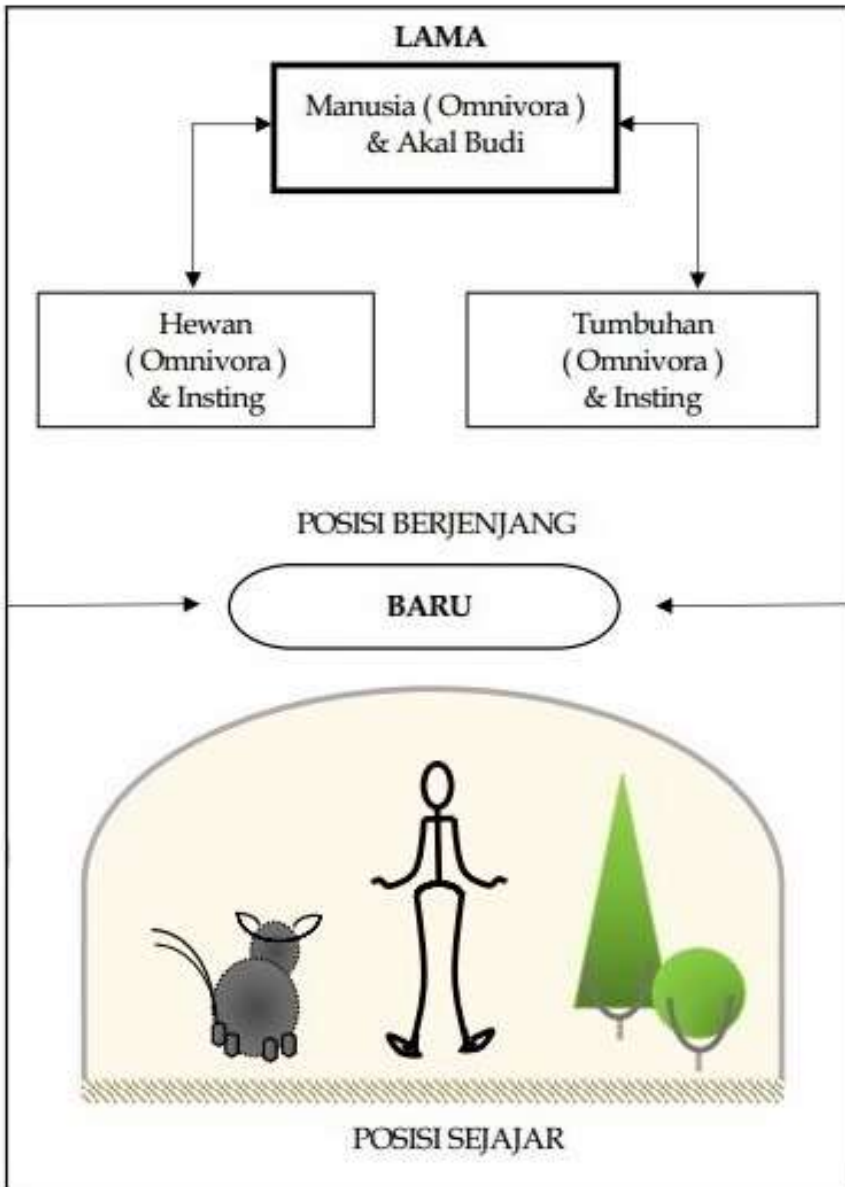 LAMA
Manusia ( Omnivora )
& Akal Budi
Hewan
( Omnivora )
& Insting
Tumbuhan
( Omnivora )
& Insting
POSISI BERJENJANG
BARU
POSISI SEJAJAR